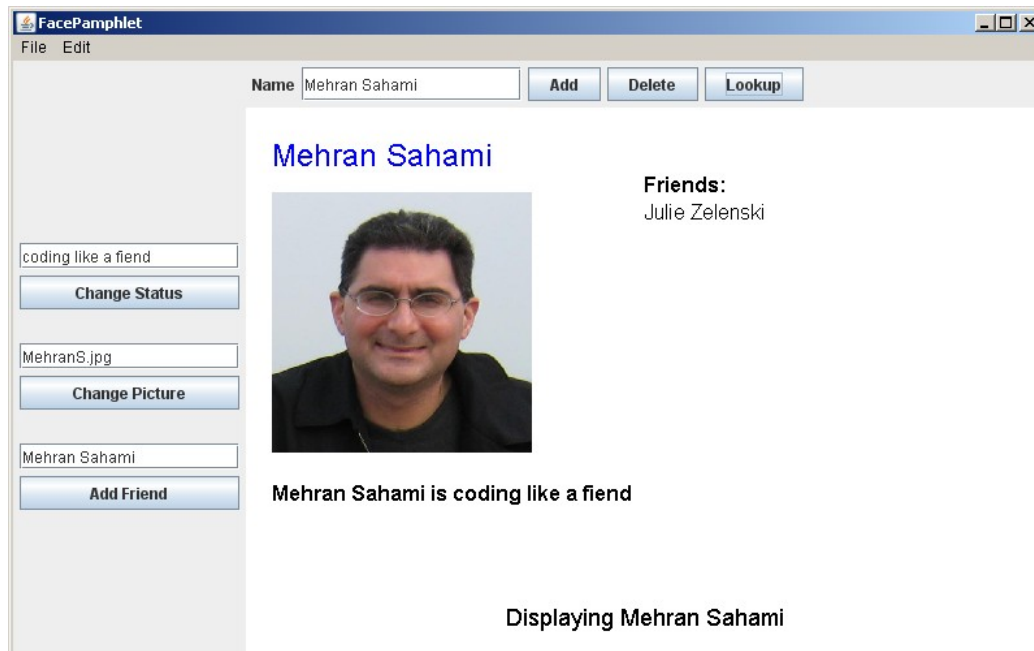 FacePamphlet
File Edit
Name Mehran Sahami Add Delete Lookup
Mehran Sahami
Friends:
Julie Zelenski
coding like a fiend
Change Status
MehranS.jpg
Change Picture
Mehran Sahami
Add Friend
Mehran Sahami is coding like a fiend
Displaying Mehran Sahami